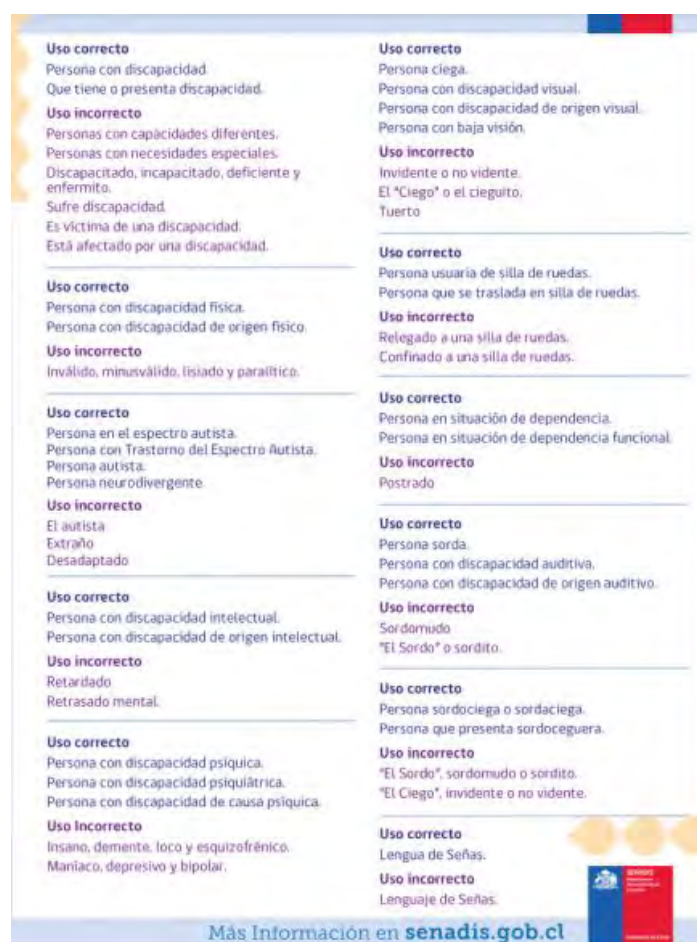 Uso correcto
Persona con discapacidad.
Que tiene o presenta discapacidad.
Uso incorrecto
Personas con capacidades diferentes.
Personas con necesidades especiales.
Discapacitado, incapacitado, deficiente y
enfermito.
Sufre discapacidad.
Es víctima de una discapacidad.
Está afectado por una discapacidad.
Uso correcto
Persona con discapacidad física.
Persona con discapacidad de origen físico.
Uso incorrecto
Inválido, minusválido, lisiado y paralítico.
Uso correcto
Persona en el espectro autista.
Persona con Trastorno del Espectro Autista.
Persona autista.
Persona neurodivergente.
Uso incorrecto
El autista
Extraño
Desadaptado
Uso correcto
Persona con discapacidad intelectual.
Persona con discapacidad de origen intelectual.
Uso incorrecto
Retardado
Retrasado mental.
Uso correcto
Persona con discapacidad psíquica.
Persona con discapacidad psiquiátrica.
Persona con discapacidad de causa psíquica.
Uso Incorrecto
Insano, demente, loco y esquizofrénico.
Maníaco, depresivo y bipolar.
Uso correcto
Persona ciega.
Persona con discapacidad visual.
Persona con discapacidad de origen visual.
Persona con baja visión.
Uso incorrecto
Invidente o no vidente.
El "Ciego" o el cieguito.
Tuerto
Uso correcto
Persona usuaria de silla de ruedas.
Persona que se traslada en silla de ruedas.
Uso incorrecto
Relegado a una silla de ruedas.
Confinado a una silla de ruedas.
Uso correcto
Persona en situación de dependencia.
Persona en situación de dependencia funcional.
Uso incorrecto
Postrado
Uso correcto
Persona sorda.
Persona con discapacidad auditiva.
Persona con discapacidad de origen auditivo.
Uso incorrecto
Sordomudo
"El Sordo" o sordito.
Uso correcto
Persona sordociega o sordaciega.
Persona que presenta sordoceguera.
Uso incorrecto
"El Sordo", sordomudo o sordito.
"El Ciego", invidente o no vidente.
Uso correcto
Lengua de Señas.
Uso incorrecto
Lenguaje de Señas.
Más Información en senadis.gob.cl